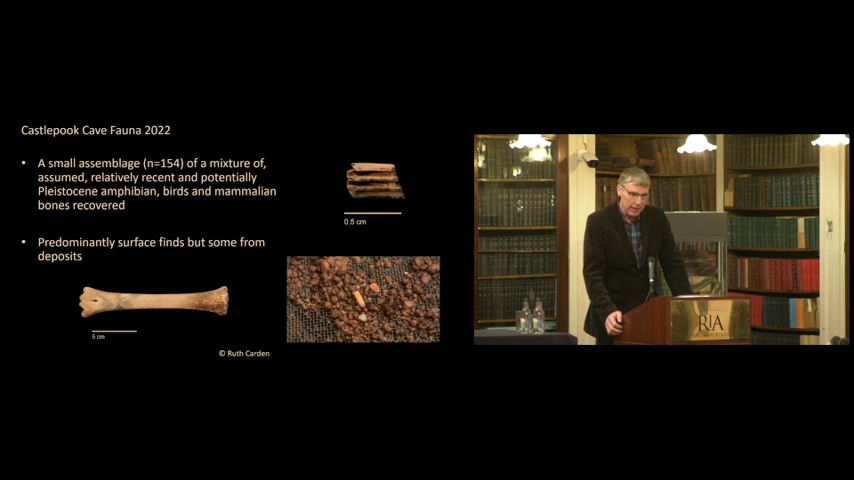 Castlepook Cave Fauna 2022
• A small assemblage (n=154) of a mixture of,
assumed, relatively recent and potentially
Pleistocene amphibian, birds and mammalian
bones recovered
0.5 cm
• Predominantly surface finds but some from
deposits
5 cm
© Ruth Carden
RIA